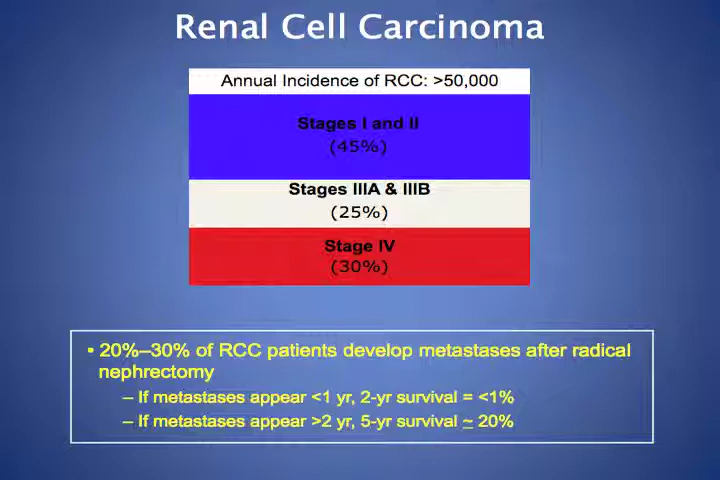 Renal Cell Carcinoma
Annual Incidence of RCC: >50,000
Stages I and II
(45%)
Stages IIIA & IIIB
(25%)
Stage IV
(30%)
▪ 20%–30% of RCC patients develop metastases after radical
nephrectomy
– If metastases appear <1 yr, 2-yr survival = <1%
– If metastases appear >2 yr, 5-yr survival ≃ 20%